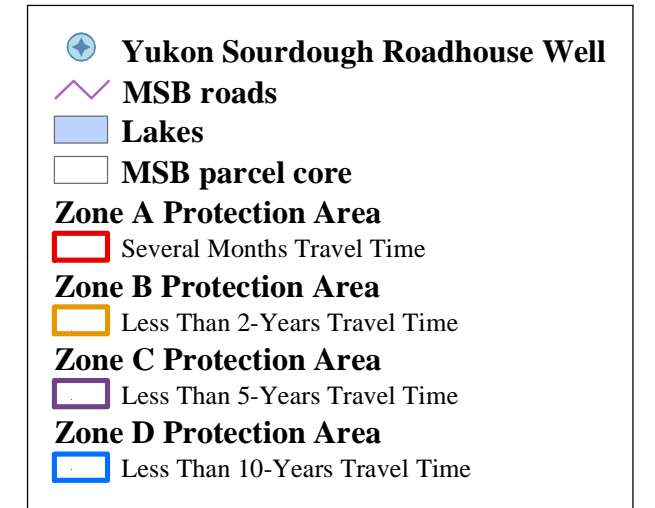 Yukon Sourdough Roadhouse Well
MSB roads
Lakes
MSB parcel core
Zone A Protection Area
Several Months Travel Time
Zone B Protection Area
Less Than 2-Years Travel Time
Zone C Protection Area
Less Than 5-Years Travel Time
Zone D Protection Area
Less Than 10-Years Travel Time